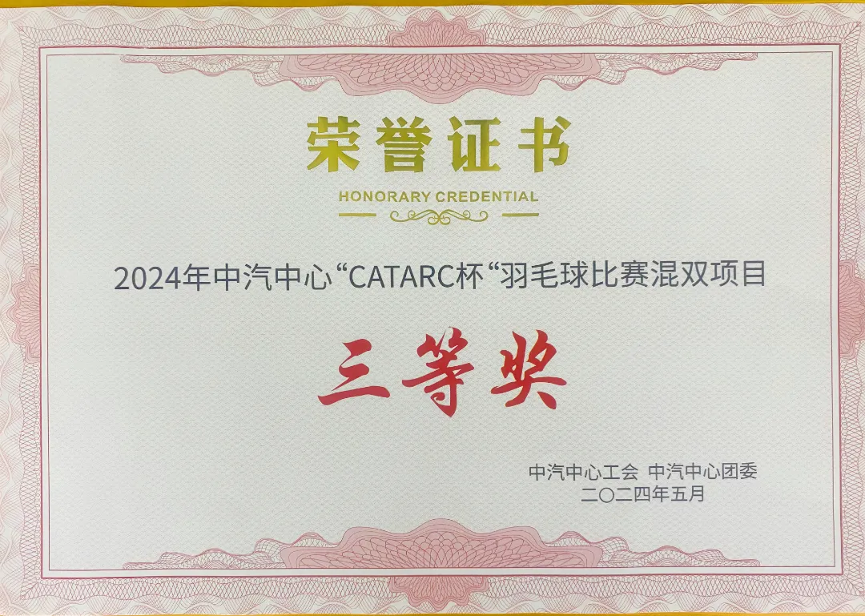 荣誉证书
HONORARY CREDENTIAL
2024年中汽中心“CATARC杯“羽毛球比赛混双项目
三等奖
中汽中心工会 中汽中心团委
二〇二四年五月